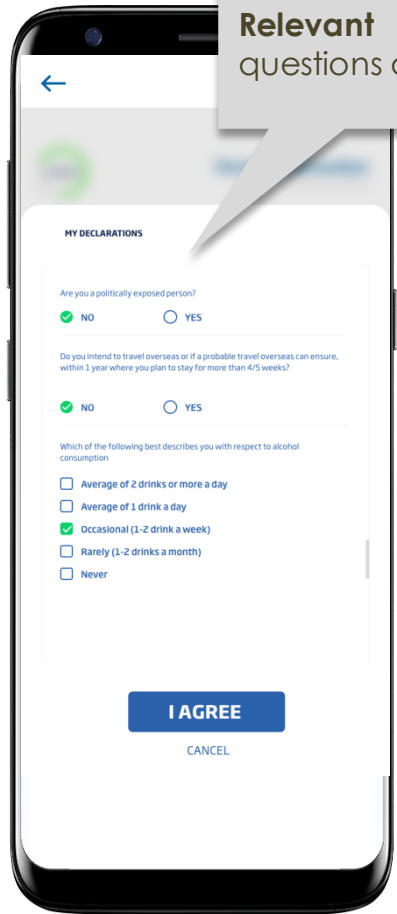 Relevant
questions
MY DECLARATIONS
Are you a politically exposed person?
NO YES
Do you intend to travel overseas or if a probable travel overseas can ensure,
within 1 year where you plan to stay for more than 4/5 weeks?
NO YES
Which of the following best describes you with respect to alcohol
consumption
Average of 2 drinks or more a day
Average of 1 drink a day
Occasional (1-2 drink a week)
Rarely (1-2 drinks a month)
Never
I AGREE
CANCEL